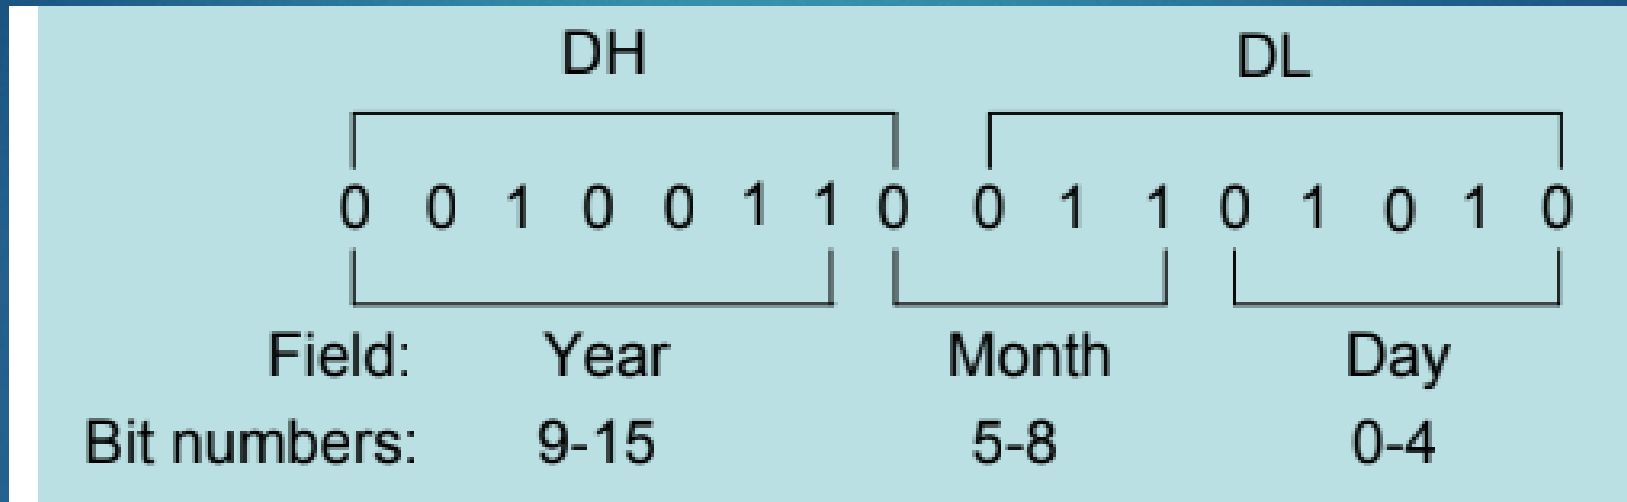 DH DL
0 0 1 0 0 1 1 0 0 1 1 0 1 0 1 0
Field: Year Month Day
Bit numbers: 9-15 5-8 0-4